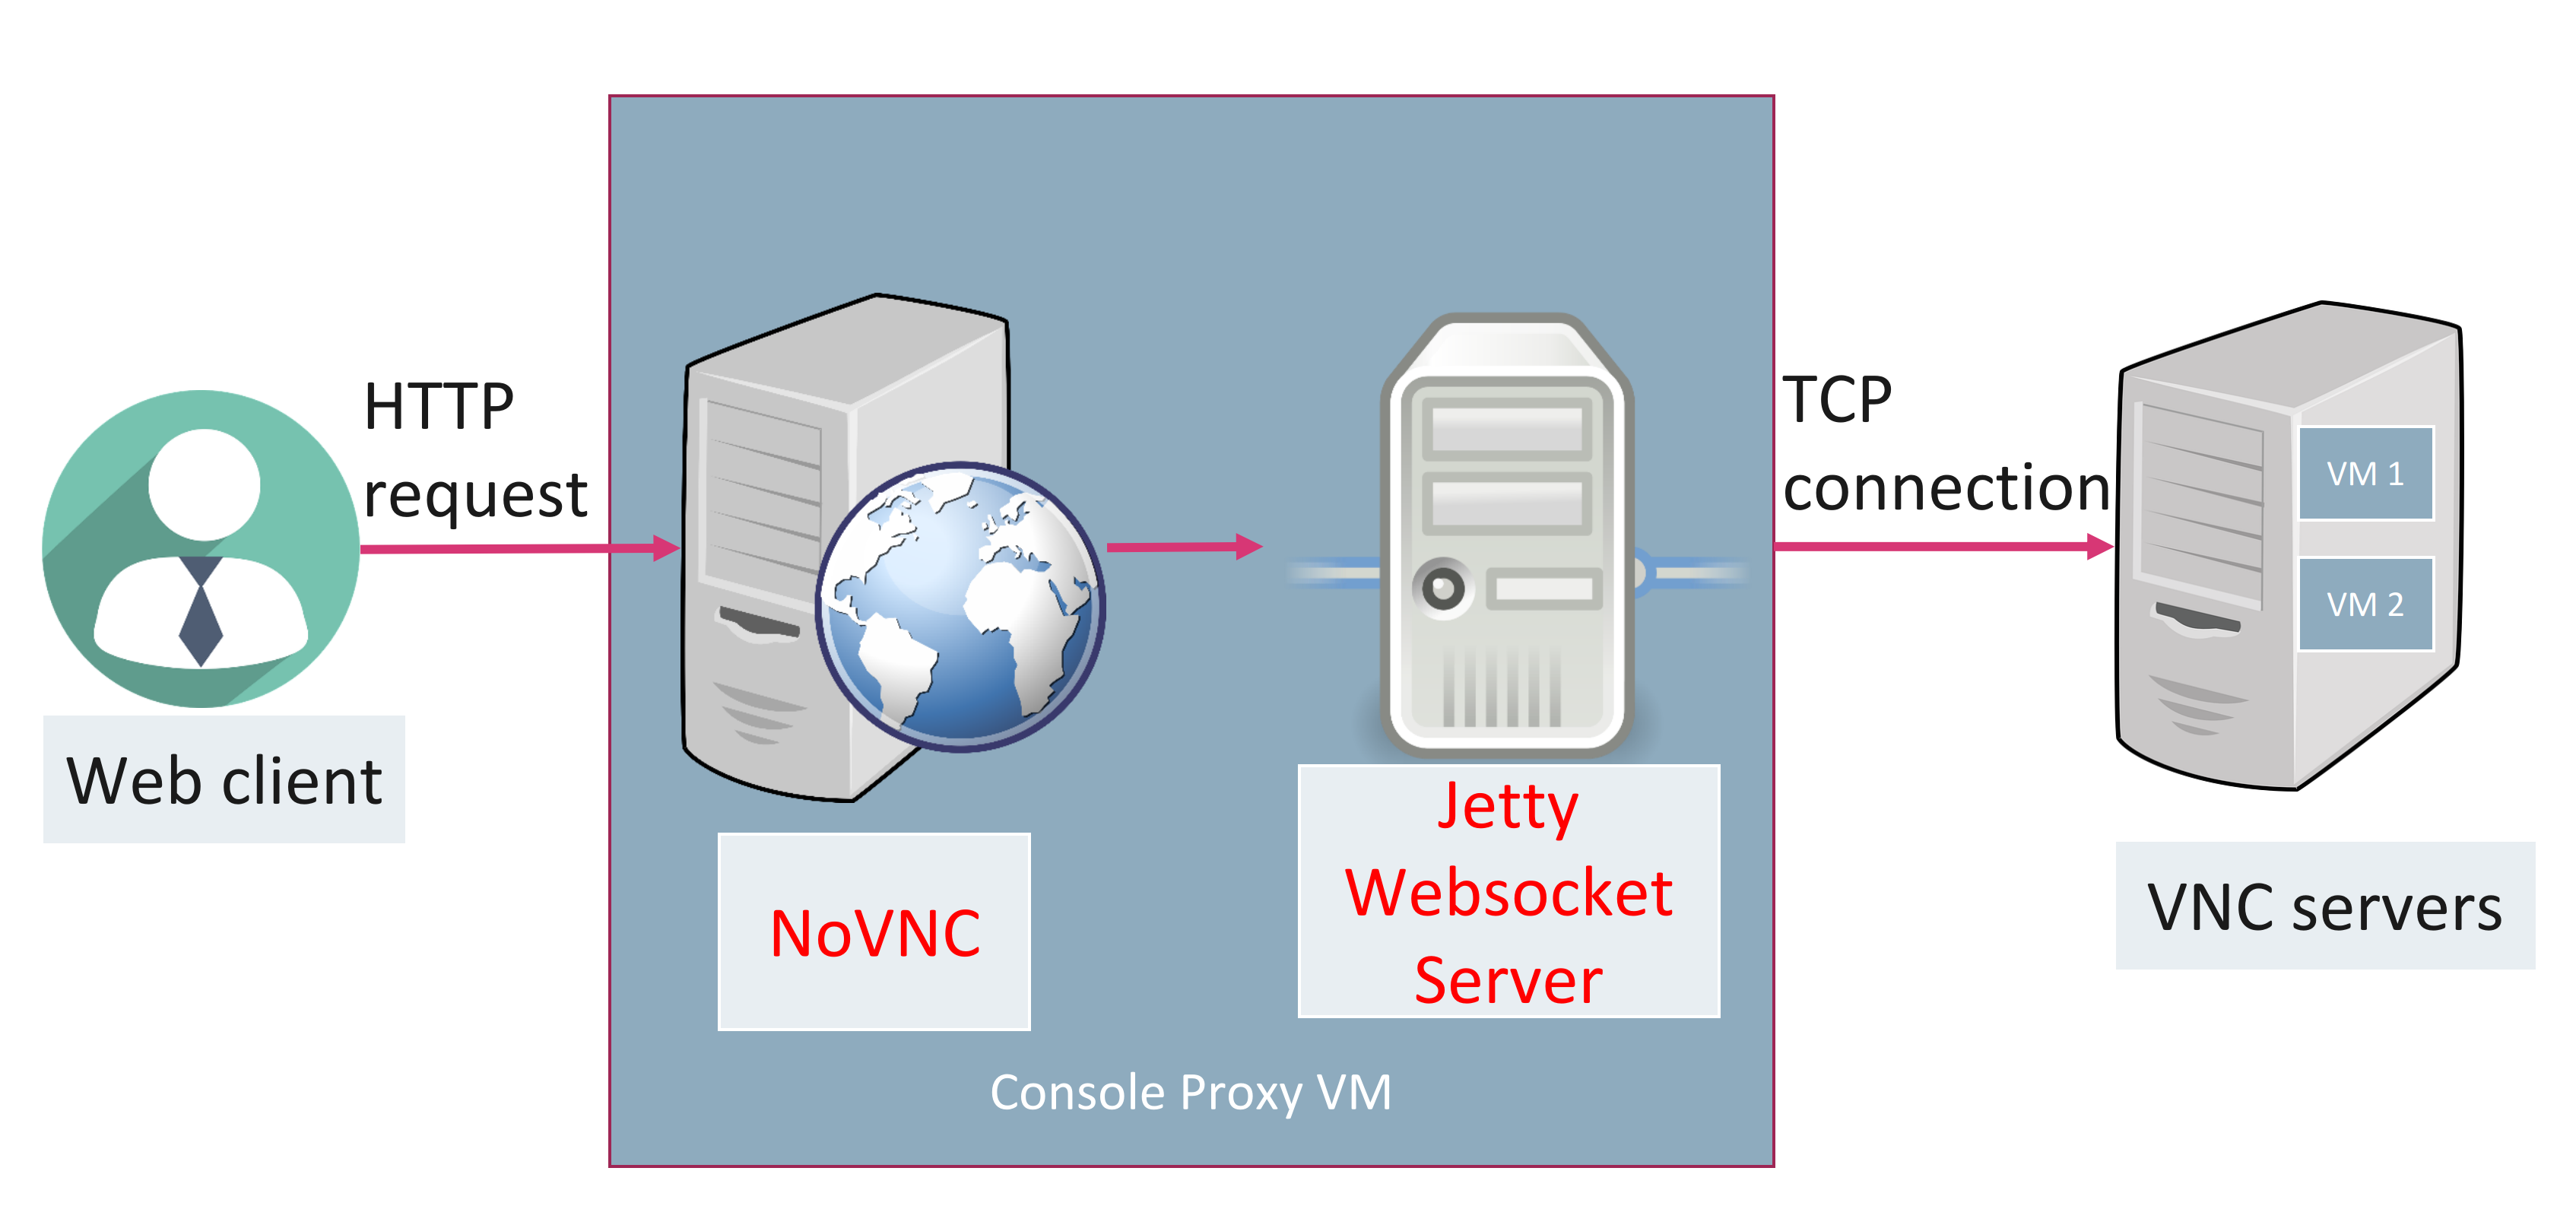 HTTP
request
TCP
connection
VM 1
VM 2
Web client
NoVNC
Jetty
Websocket
Server
VNC servers
Console Proxy VM